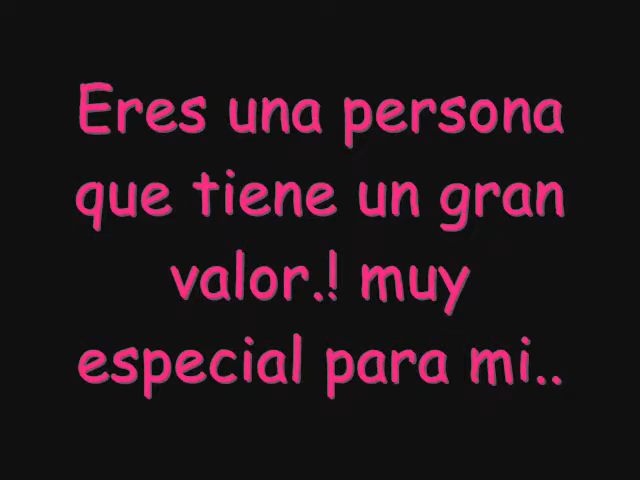 Eres una persona
que tiene un gran
valor.! muy
especial para mi..